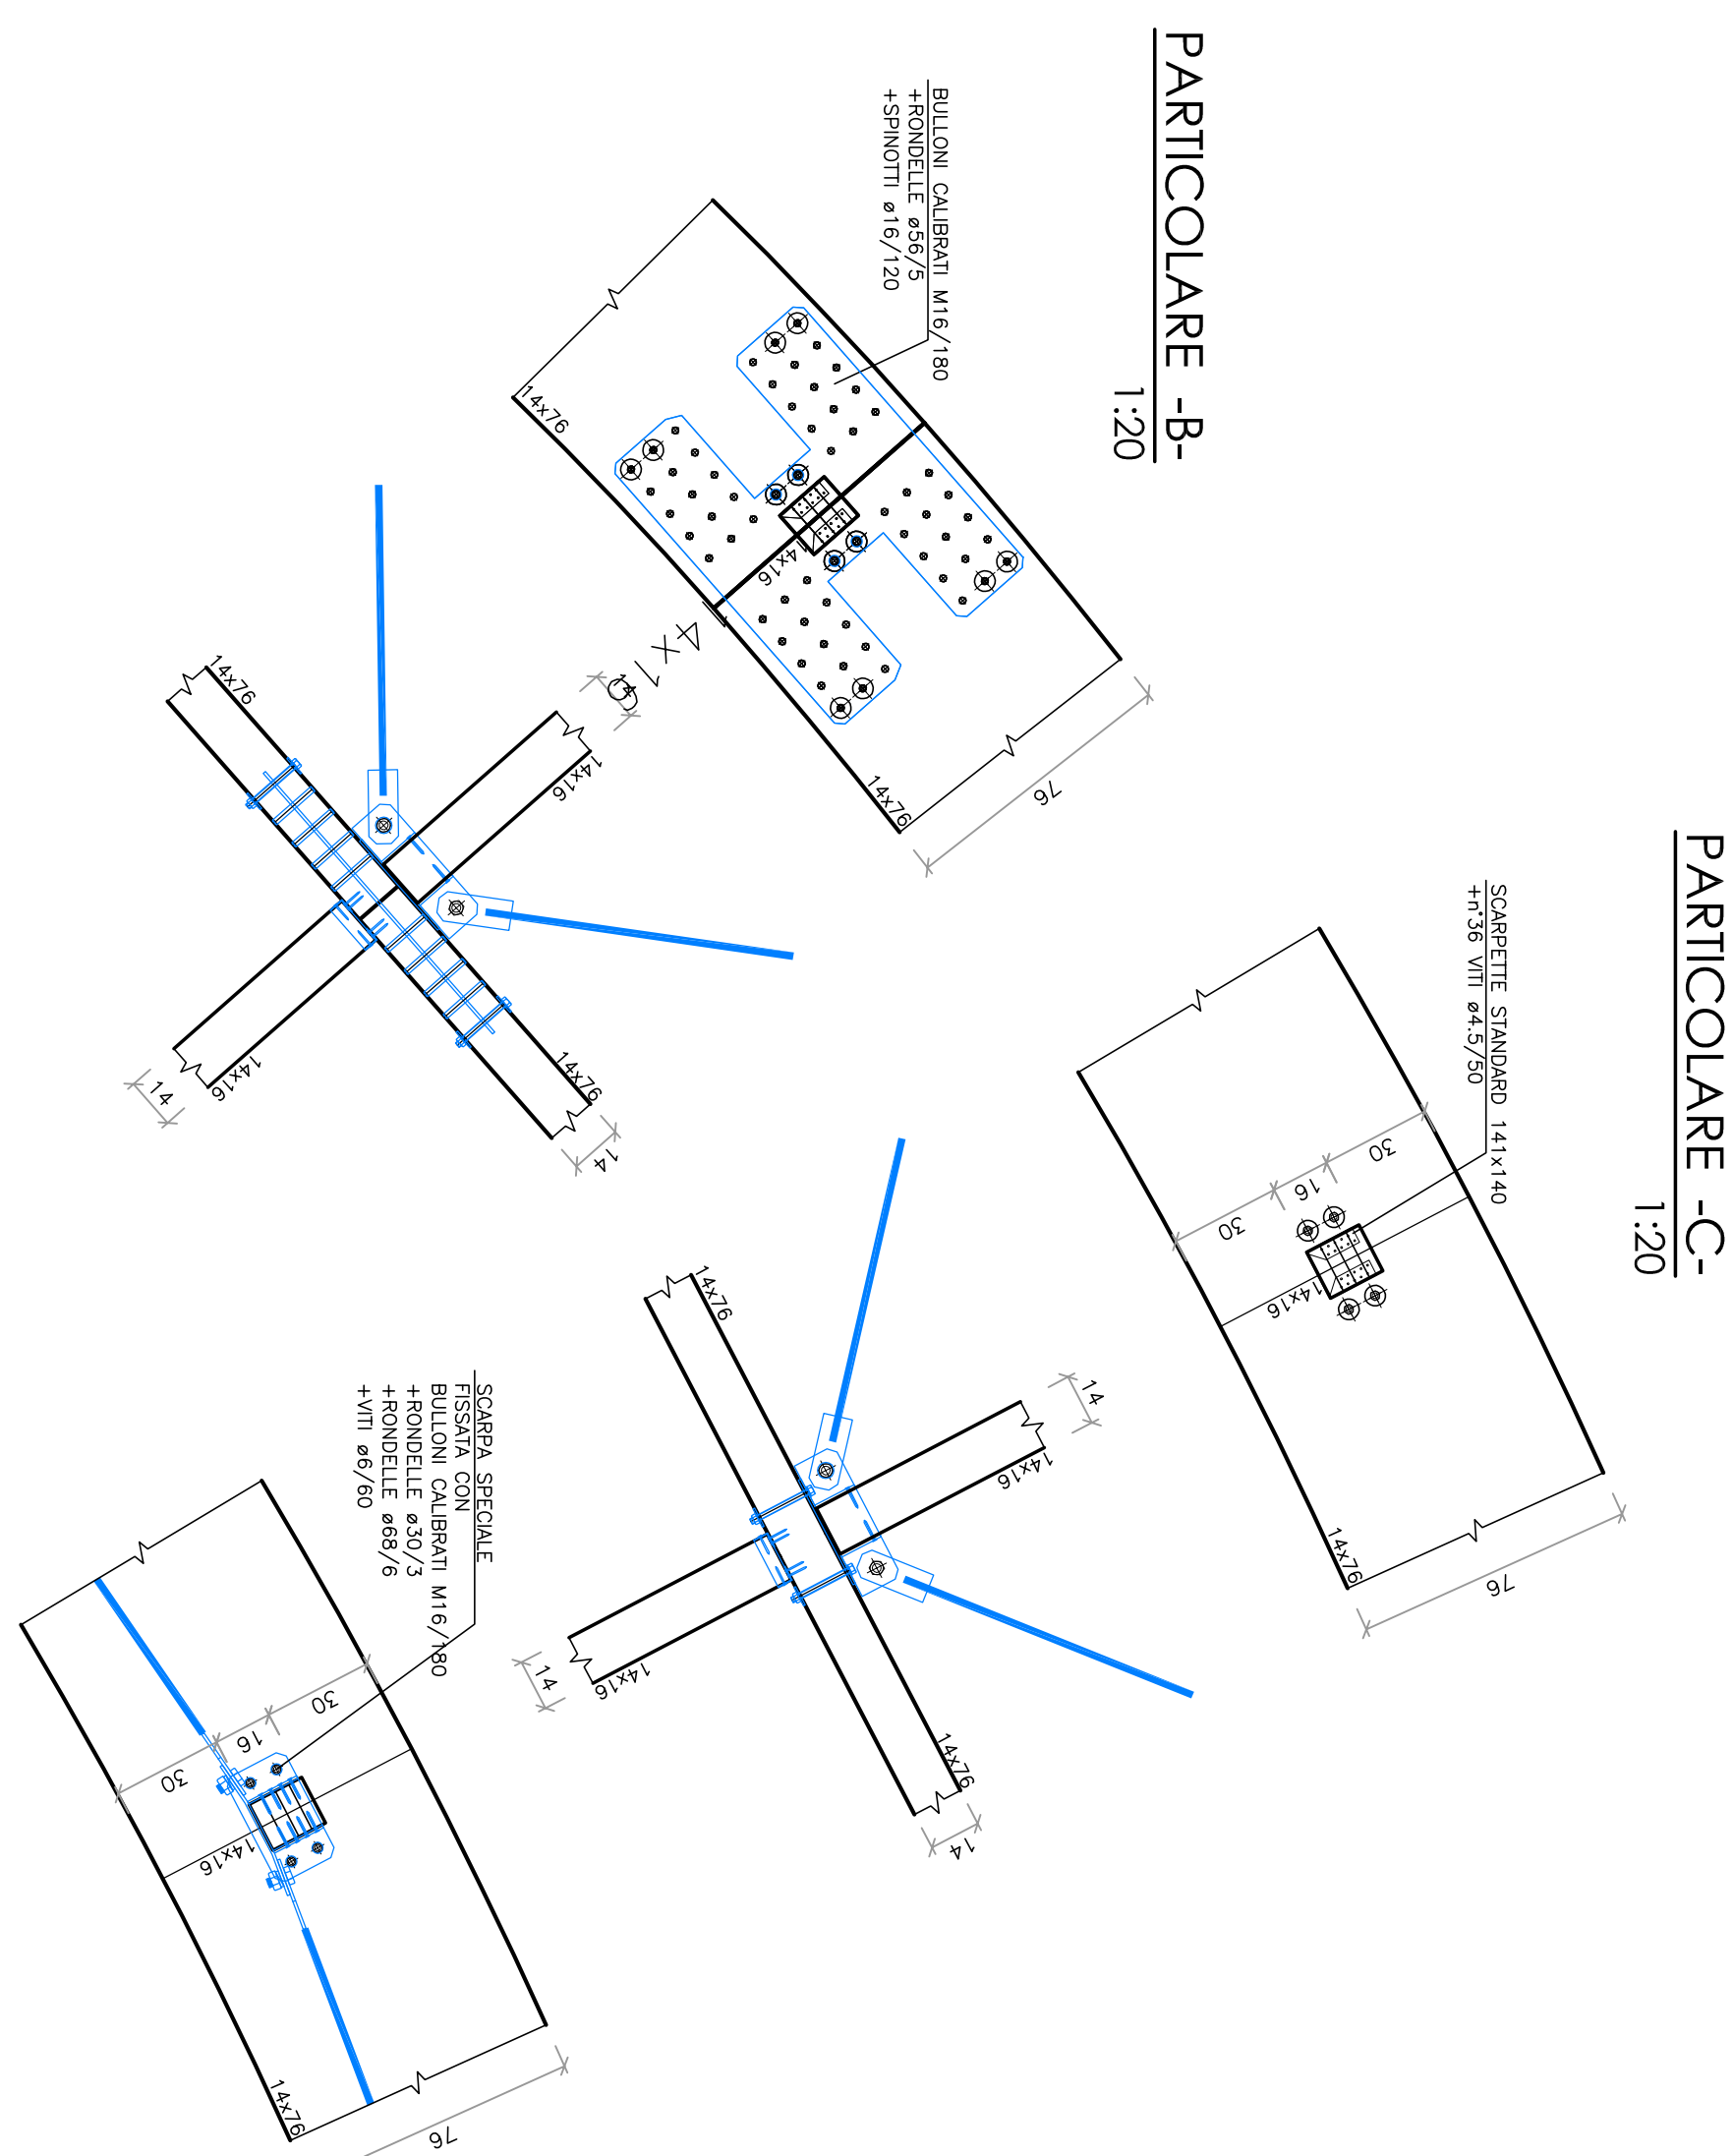 PARTICOLARE -B-
1:20
BULLONI CALIBRATI M16/180
+RONDELLE ø56/5
+SPINOTTI ø16/120
14x76
14x16
14x76
76
14x16
14
14x76
14x16
14x16
14
14x76
14
PARTICOLARE -C-
1:20
SCARPETTE STANDARD 141x140
+n°36 VITI ø4.5/50
30
16
30
14x16
14x76
76
14x76
14
14x16
14x16
14
14x76
14
SCARPA SPECIALE
FISSATA CON
BULLONI CALIBRATI M16/180
+RONDELLE ø30/3
+RONDELLE ø68/6
+VITI ø6/60
30
16
30
14x16
14x76
76